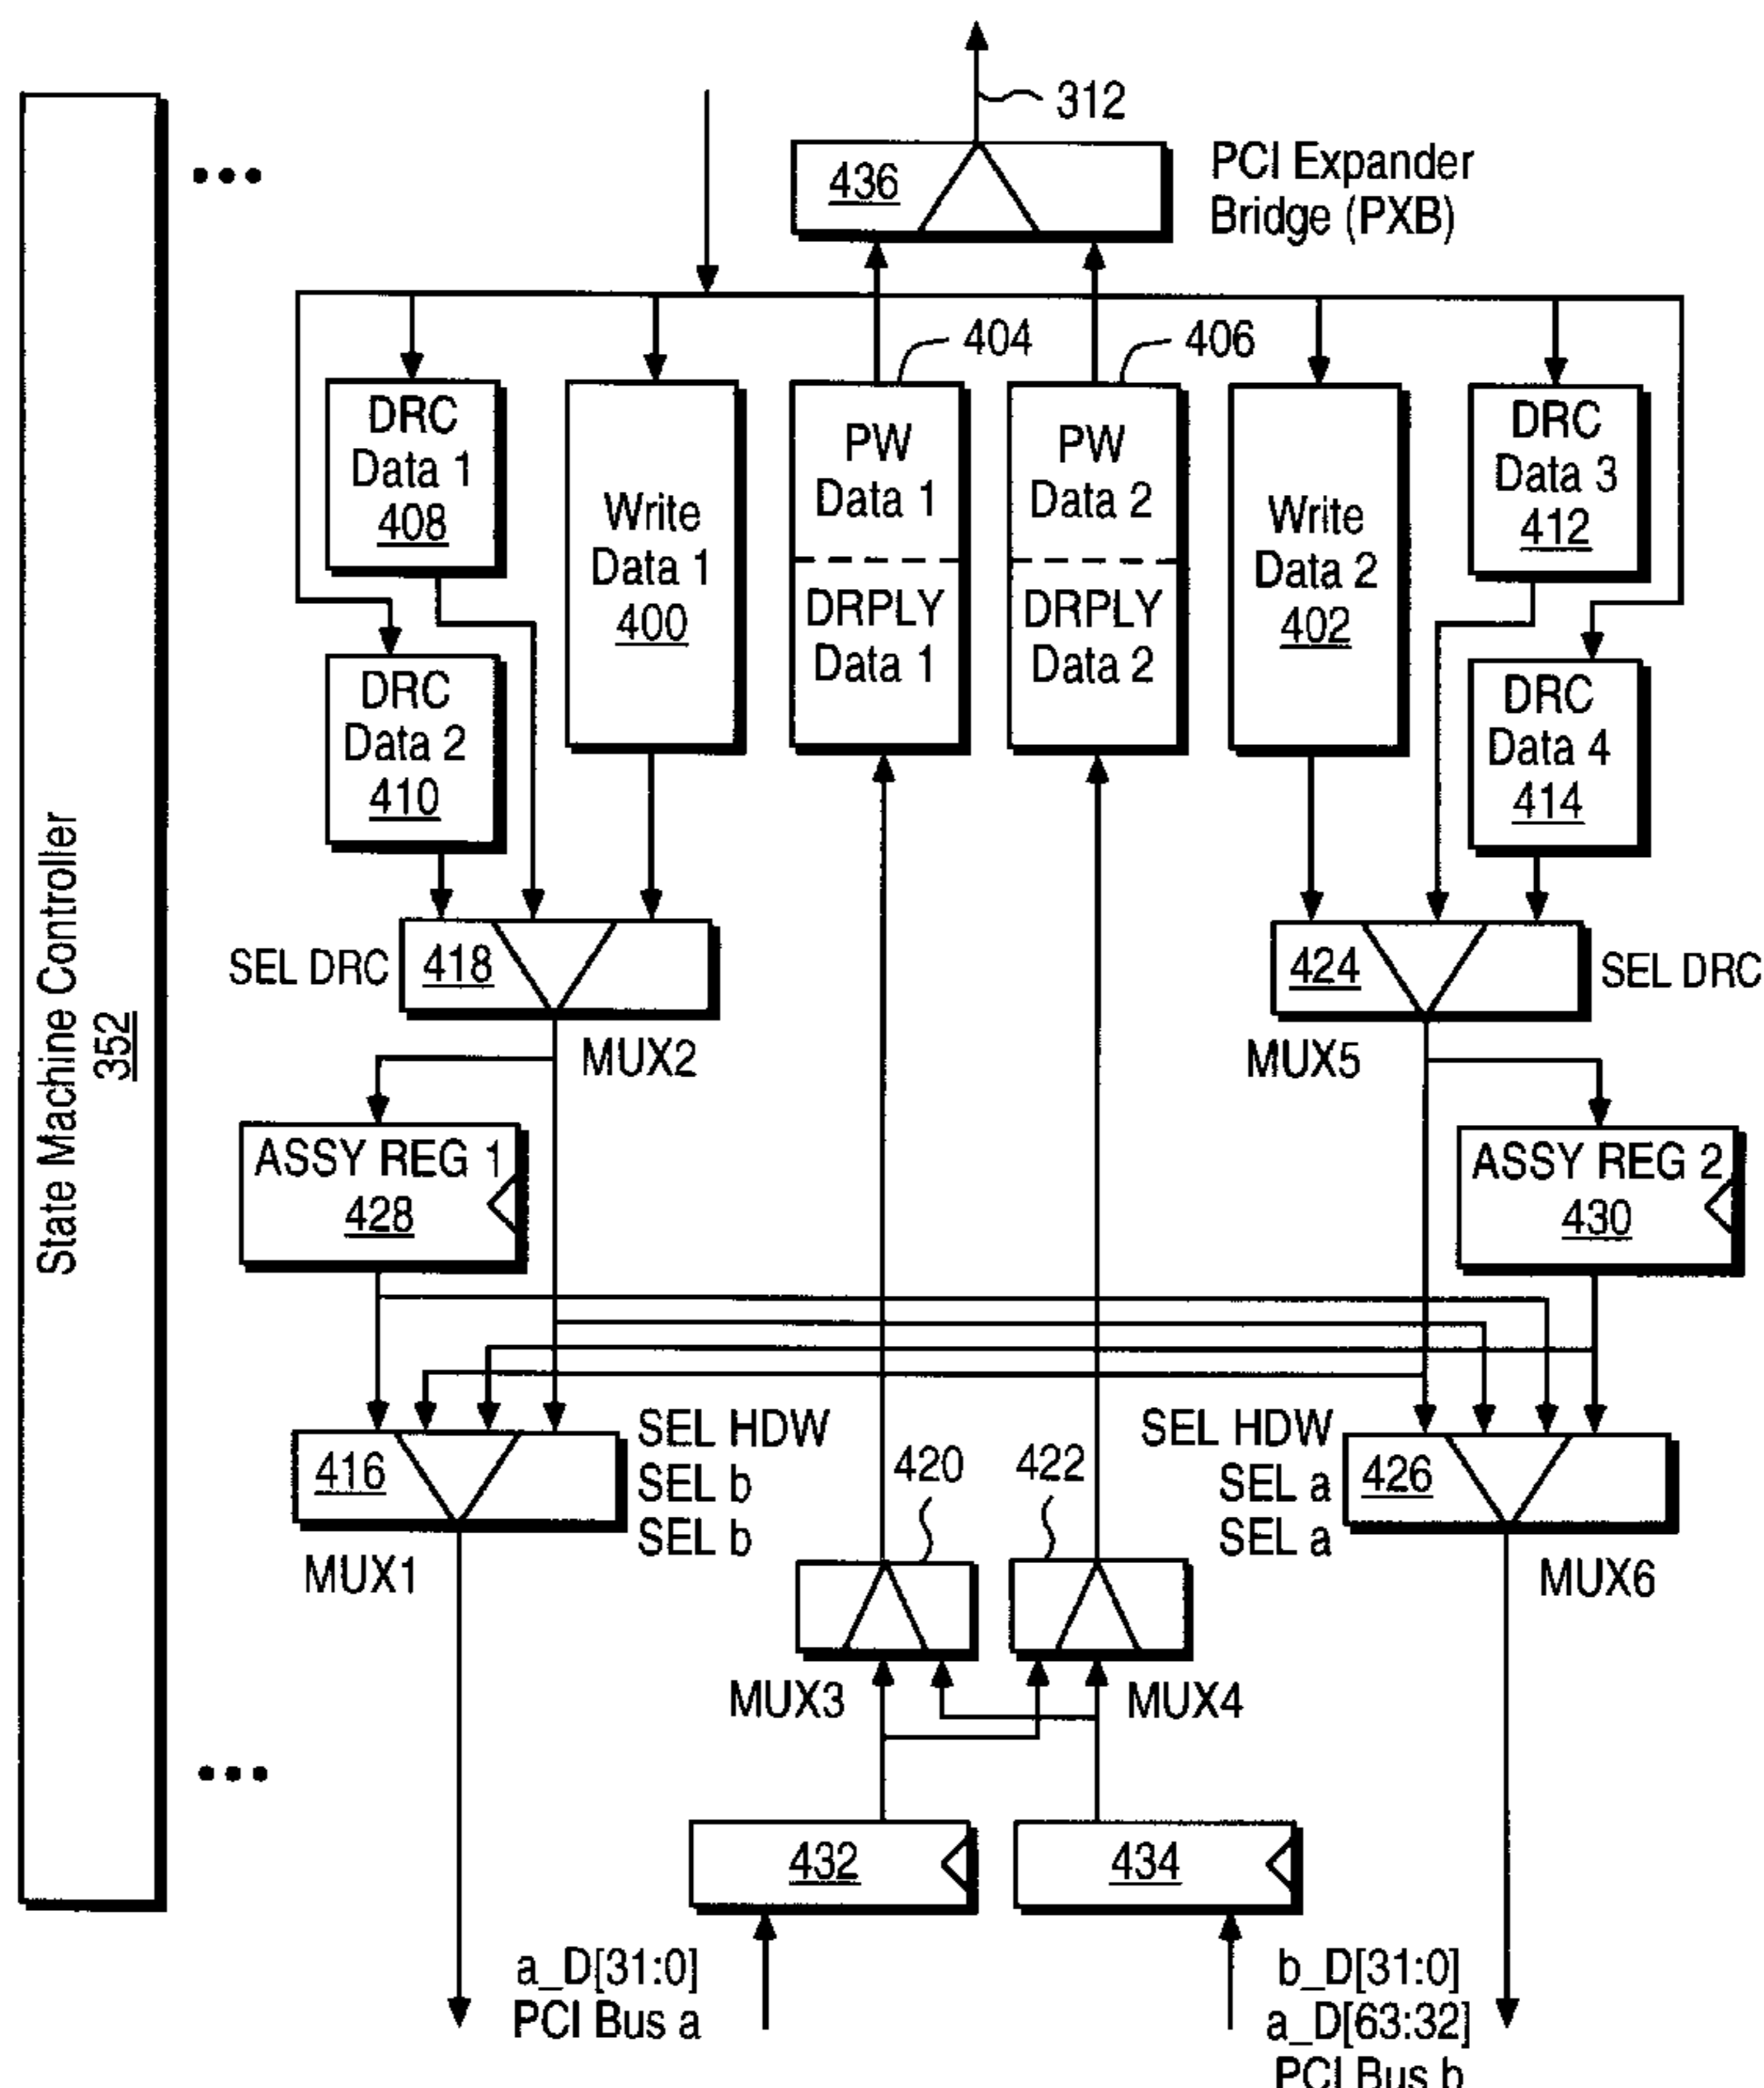 312
436
PCI Expander
Bridge (PXB)
404
406
DRC
Data 1
408
Write
Data 1
400
PW
Data 1
DRPLY
Data 1
PW
Data 2
DRPLY
Data 2
Write
Data 2
402
DRC
Data 3
412
DRC
Data 2
410
DRC
Data 4
414
State Machine Controller
352
SEL DRC
418
MUX2
424
SEL DRC
MUX5
ASSY REG 1
428
ASSY REG 2
430
416
SEL HDW
SEL b
SEL b
MUX1
420
422
SEL HDW
SEL a
SEL a
426
MUX6
MUX3
MUX4
432
434
a_D[31:0]
PCI Bus a
b_D[31:0]
a_D[63:32]
PCI Bus b